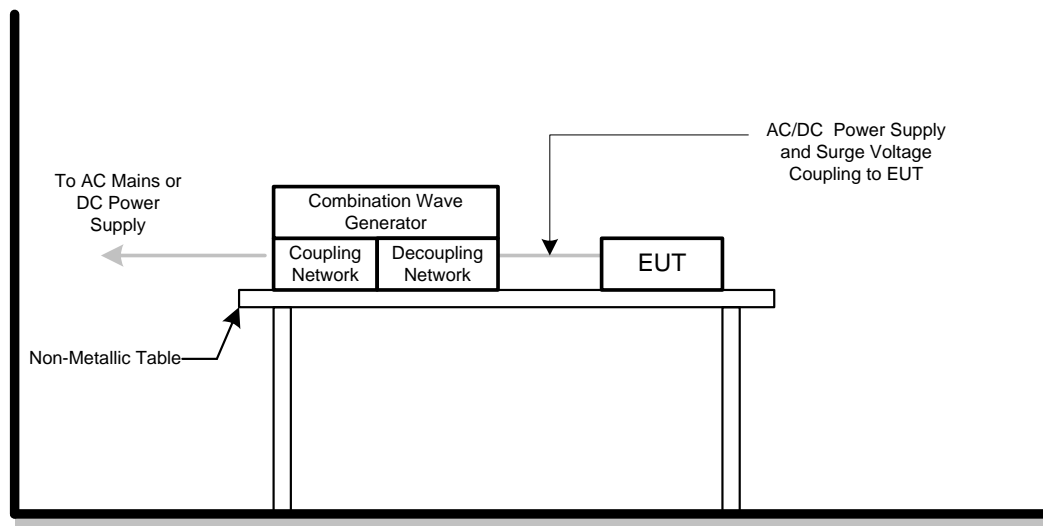 AC/DC Power Supply
and Surge Voltage
Coupling to EUT
To AC Mains or
DC Power
Supply
Combination Wave
Generator
Coupling
Network
Decoupling
Network
EUT
Non-Metallic Table